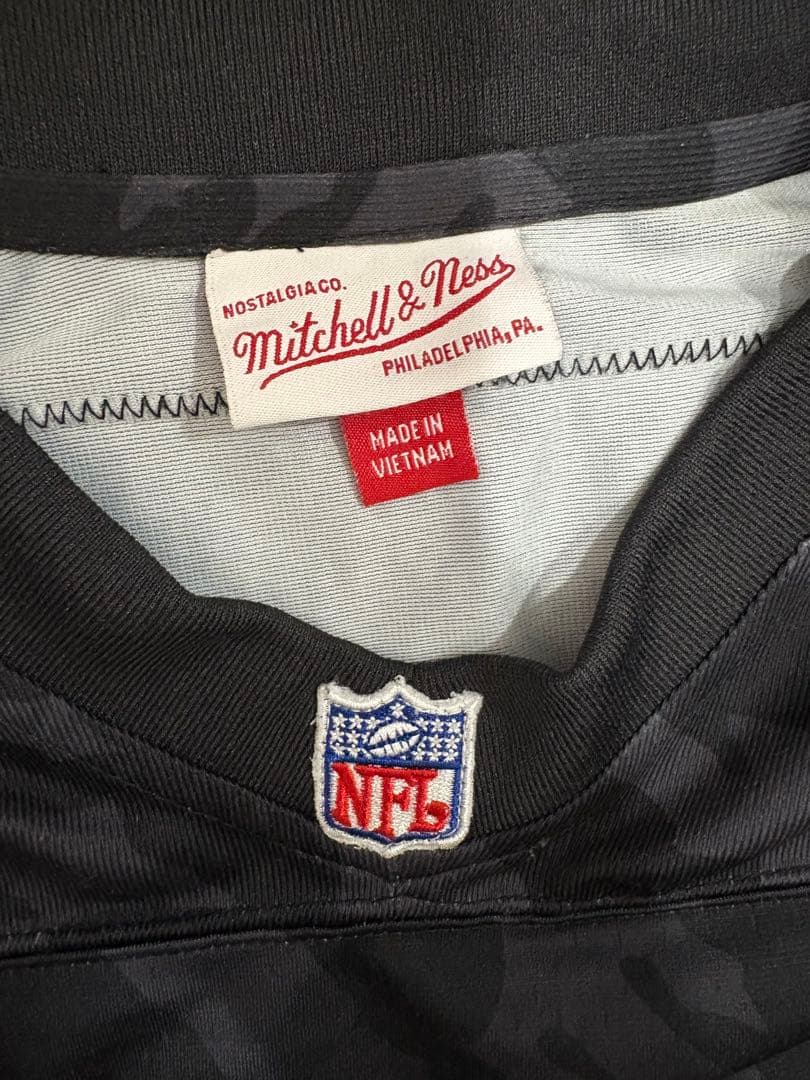 NOSTALGIA CO.
Mitchell & Ness
PHILADELPHIA, PA.
MADE IN
VIETNAM
NFL